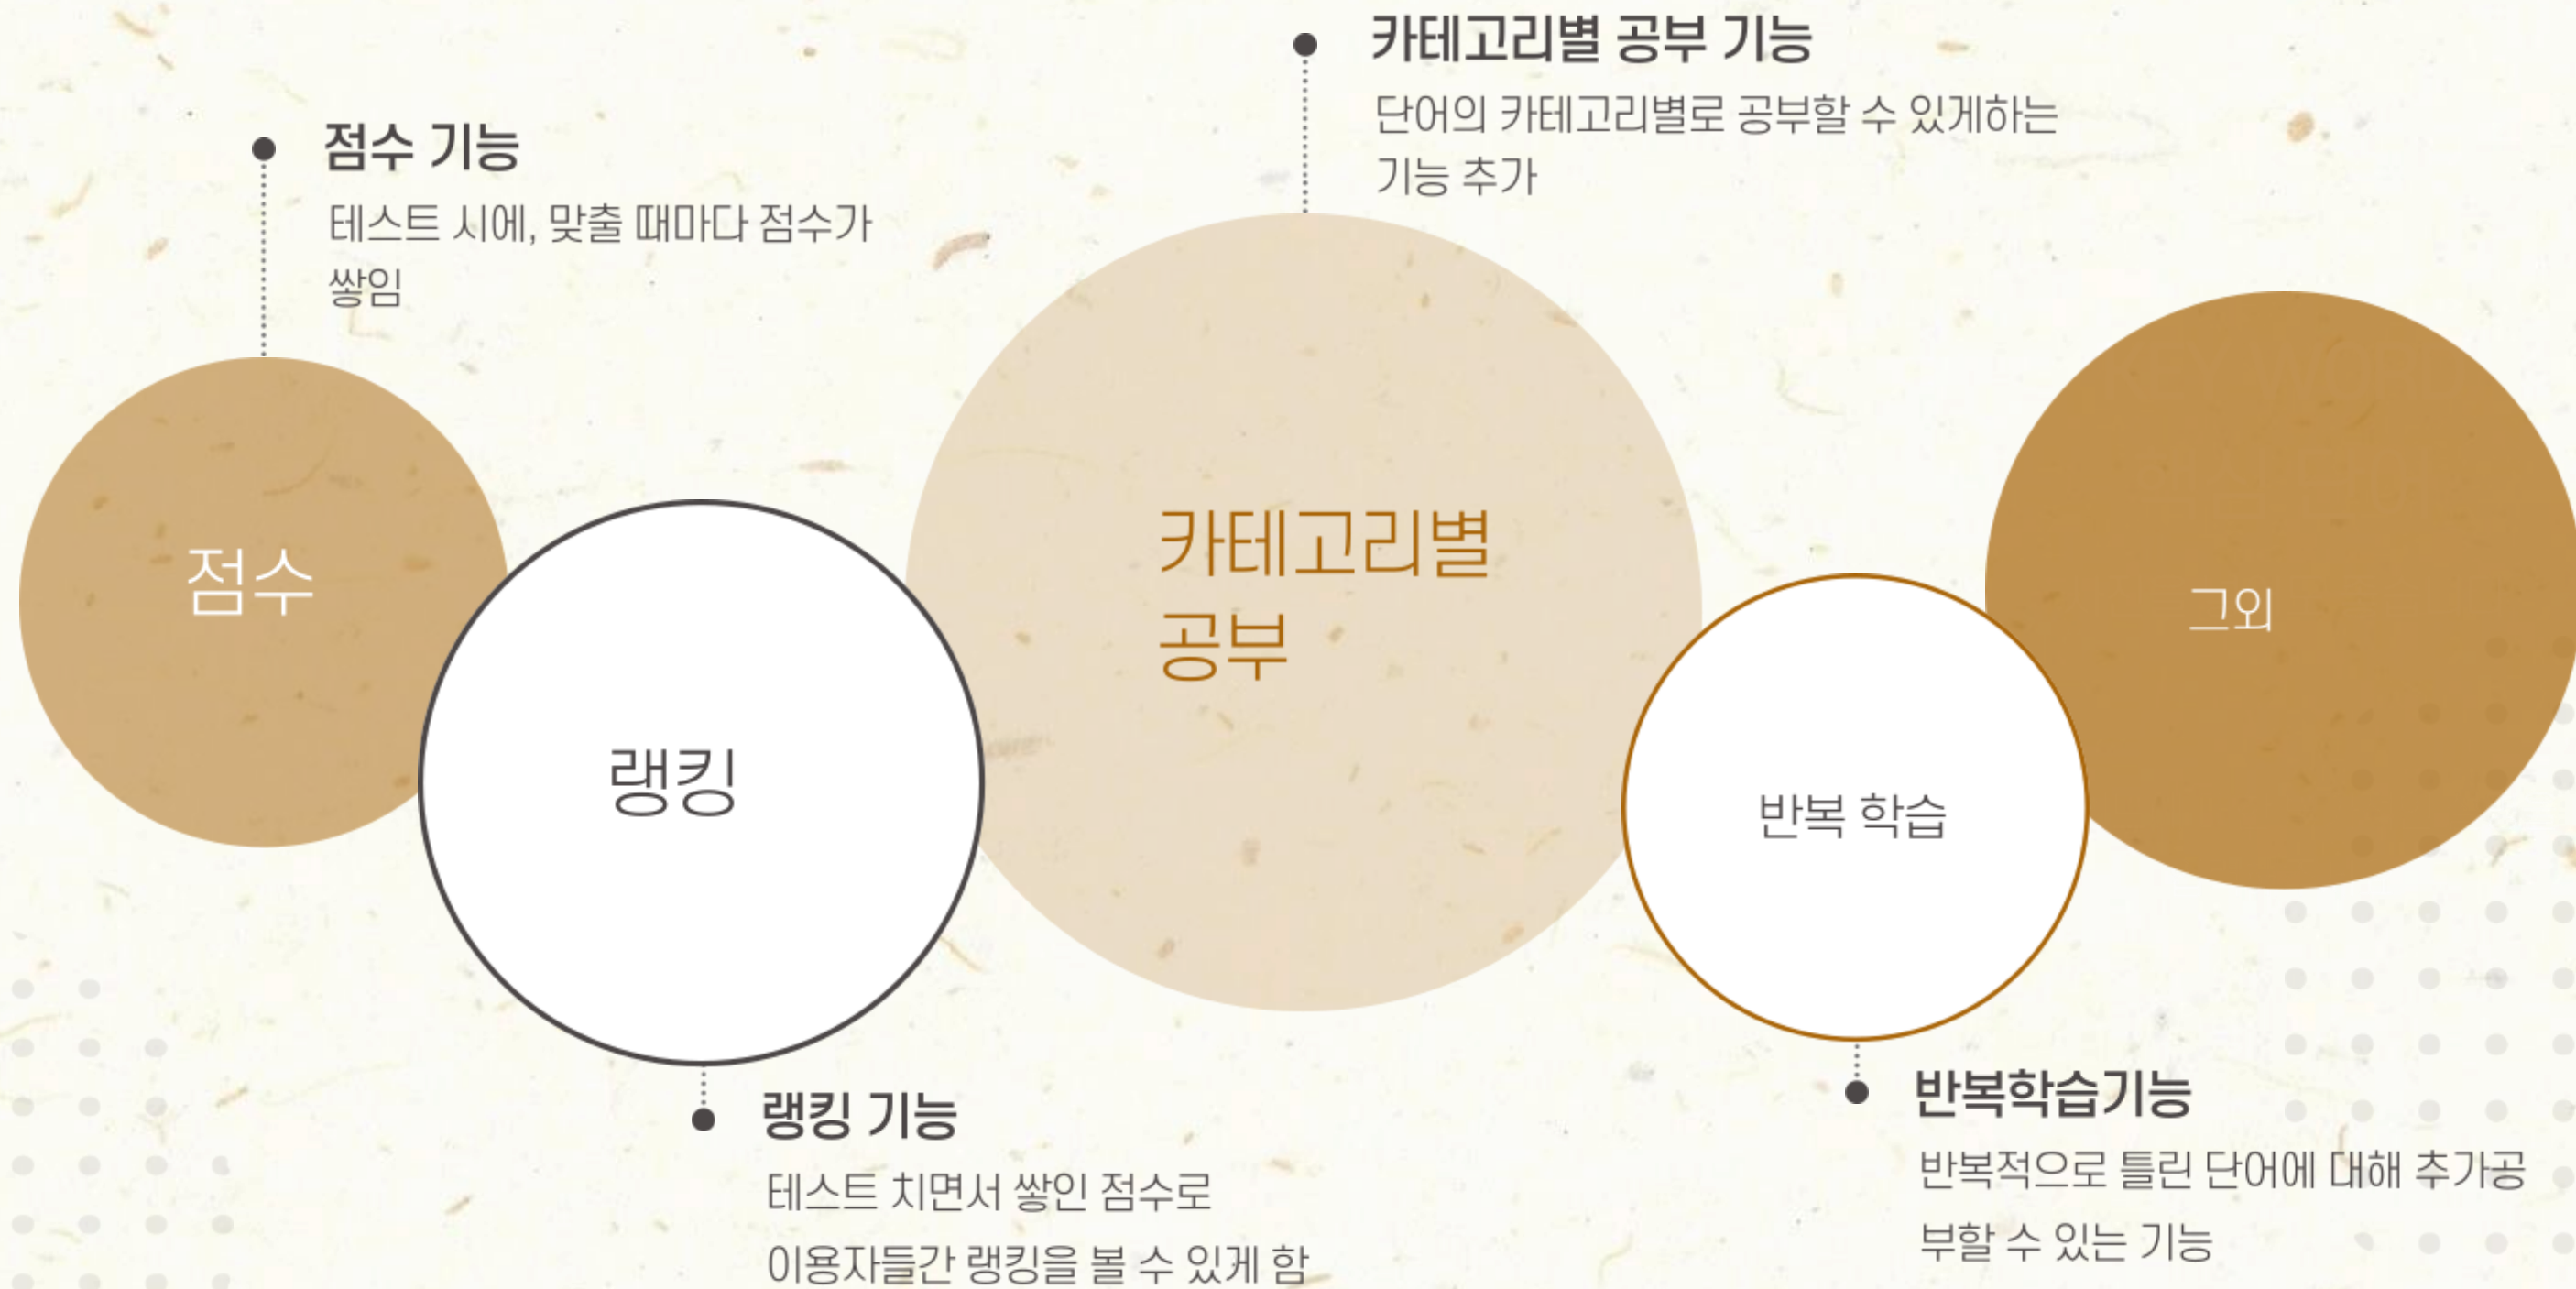 카테고리별 공부 기능
단어의 카테고리별로 공부할 수 있게하는
기능 추가
점수 기능
테스트 시에, 맞출 때마다 점수가
쌓임
점수
랭킹
카테고리별
공부
반복 학습
그외
KEY WORD
핵심 단어
랭킹 기능
테스트 치면서 쌓인 점수로
이용자들간 랭킹을 볼 수 있게 함
반복학습기능
반복적으로 틀린 단어에 대해 추가공
부할 수 있는 기능